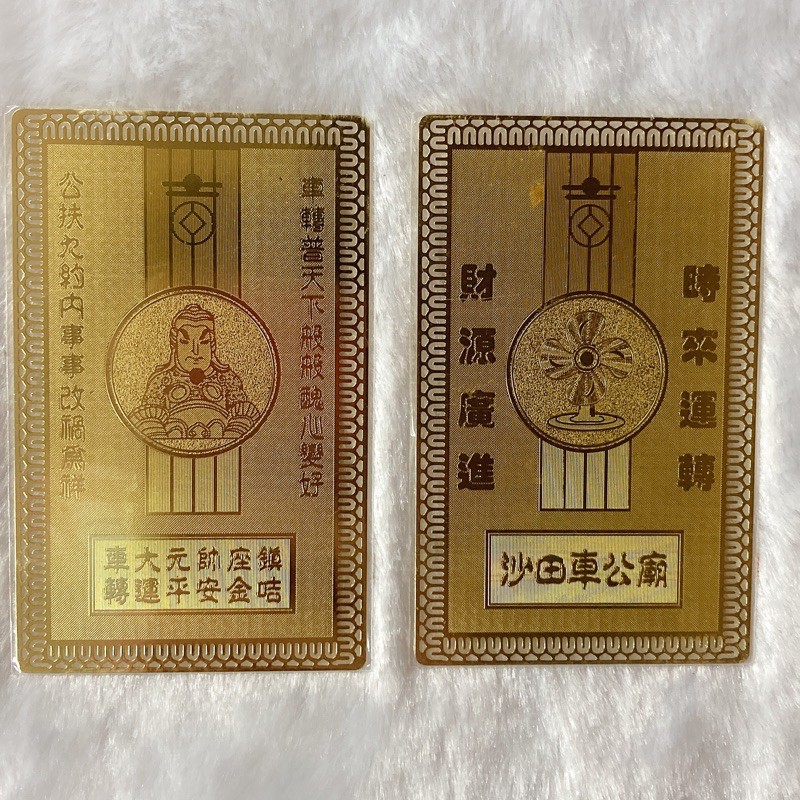 車轉普天下般般醜心變好
公扶九約內事事改禍爲祥
車大元帥座鎮
轉運平安金咭
時來運轉
財源廣進
沙田車公廟